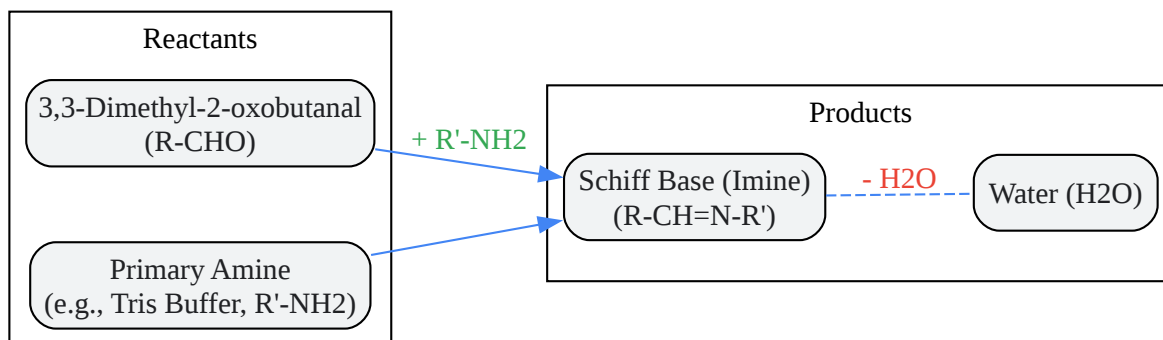 Reactants
3,3-Dimethyl-2-oxobutanal
(R-CHO)
+ R'-NH2
Primary Amine
(e.g., Tris Buffer, R'-NH2)
Products
Schiff Base (Imine)
(R-CH=N-R')
- H2O
Water (H2O)